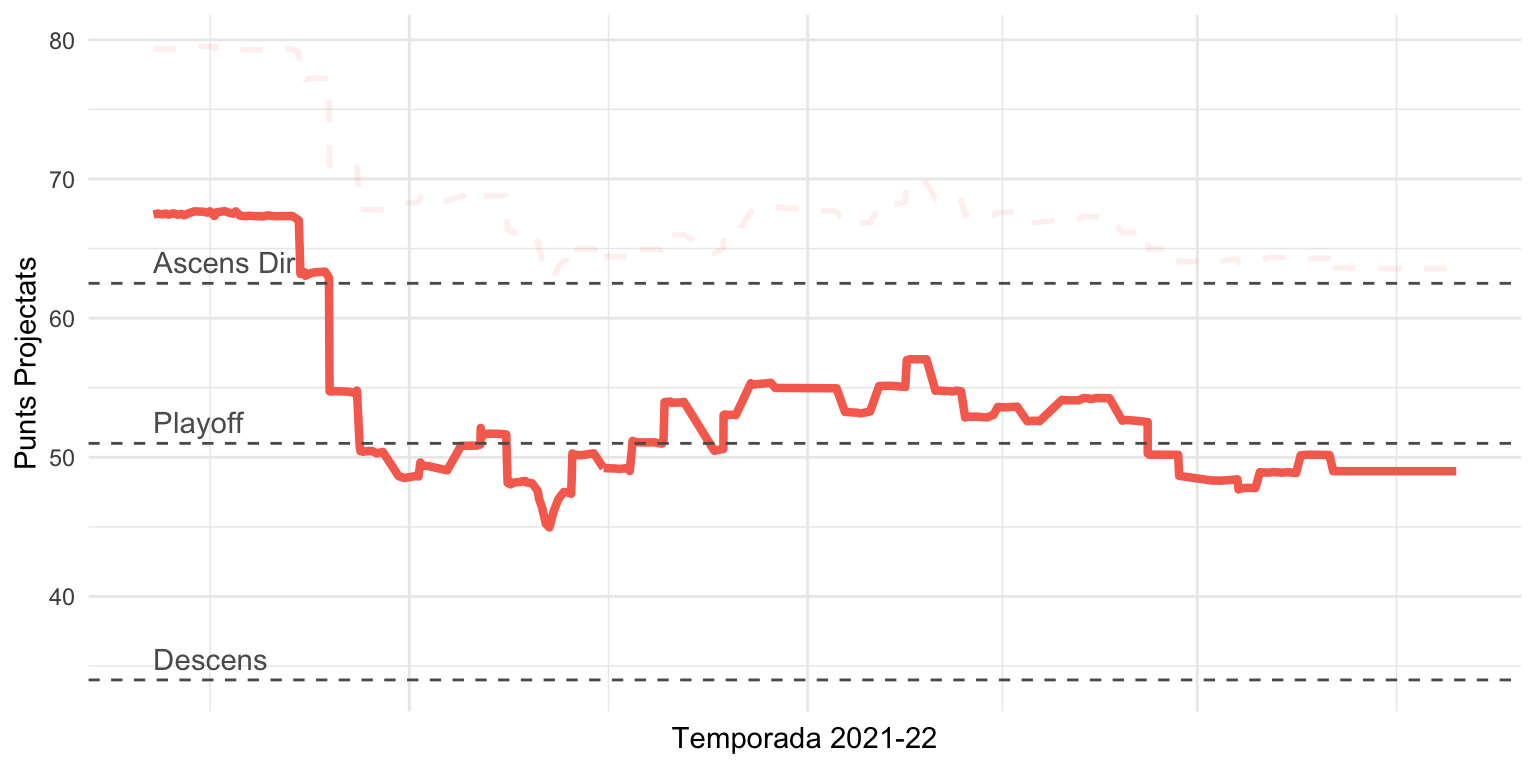 80
70
60
50
40
Punts Projectats
Ascens Dir
Playoff
Descens
Temporada 2021-22